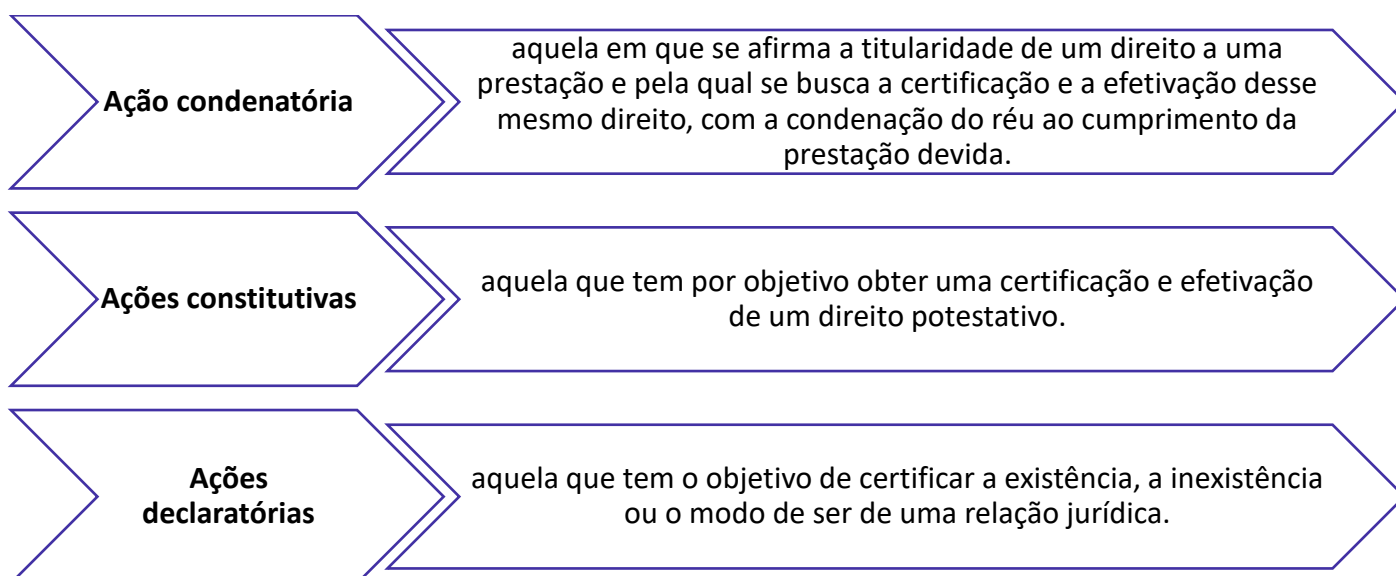 Ação condenatória
aquela em que se afirma a titularidade de um direito a uma
prestação e pela qual se busca a certificação e a efetivação desse
mesmo direito, com a condenação do réu ao cumprimento da
prestação devida.
Ações constitutivas
aquela que tem por objetivo obter uma certificação e efetivação
de um direito potestativo.
Ações
declaratórias
aquela que tem o objetivo de certificar a existência, a inexistência
ou o modo de ser de uma relação jurídica.